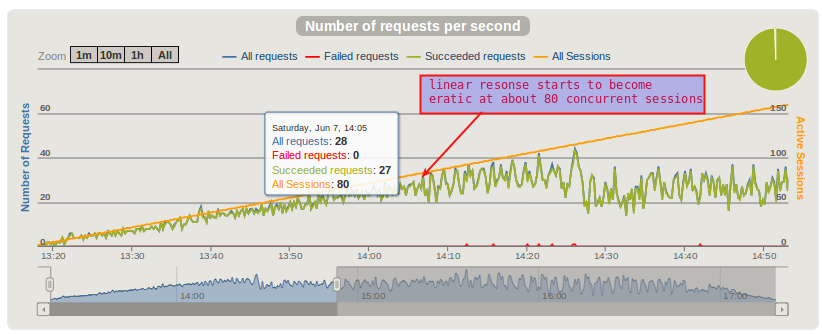 Number of requests per second
Zoom 1m 10m 1h All
All requests Failed requests Succeeded requests All Sessions
linear resonse starts to become
eratic at about 80 concurrent sessions
Number of Requests
60
40
20
0
Saturday, Jun 7, 14:05
All requests: 28
Failed requests: 0
Succeeded requests: 27
All Sessions: 80
150
100
50
0
Active Sessions
13:20 13:30 13:40 13:50 14:00 14:10 14:20 14:30 14:40 14:50
14:00 15:00 16:00 17:00